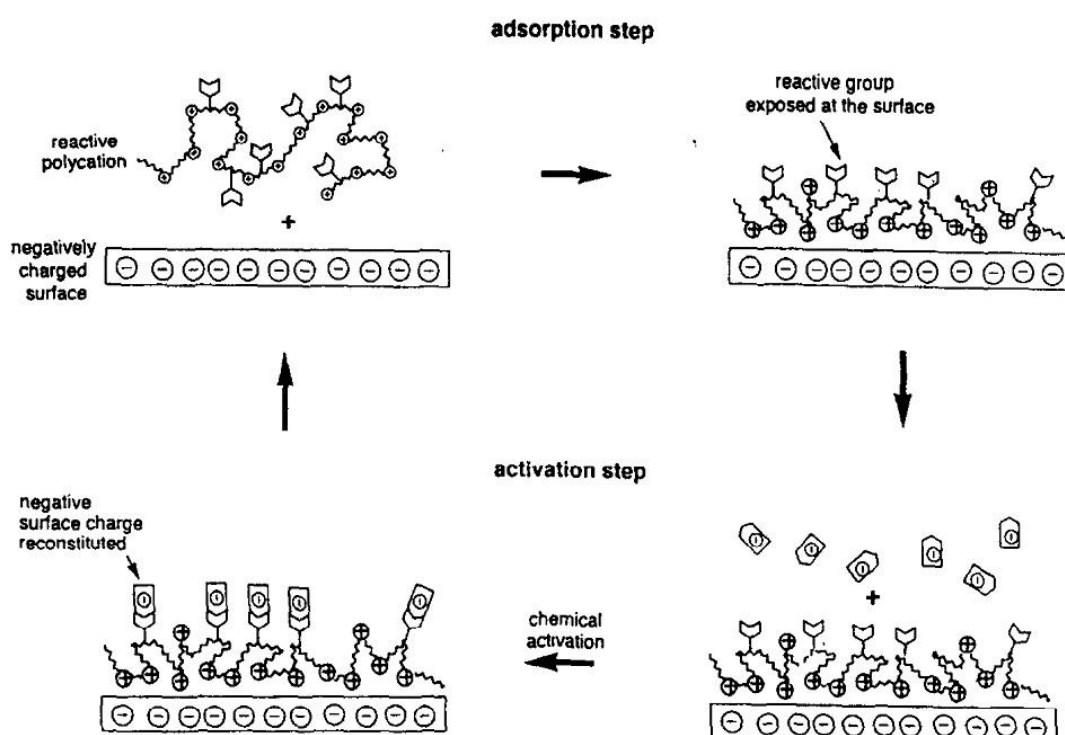 adsorption step
reactive
polycation
reactive group
exposed at the surface
+
negatively
charged
surface
activation step
negative
surface charge
reconstituted
+
chemical
activation